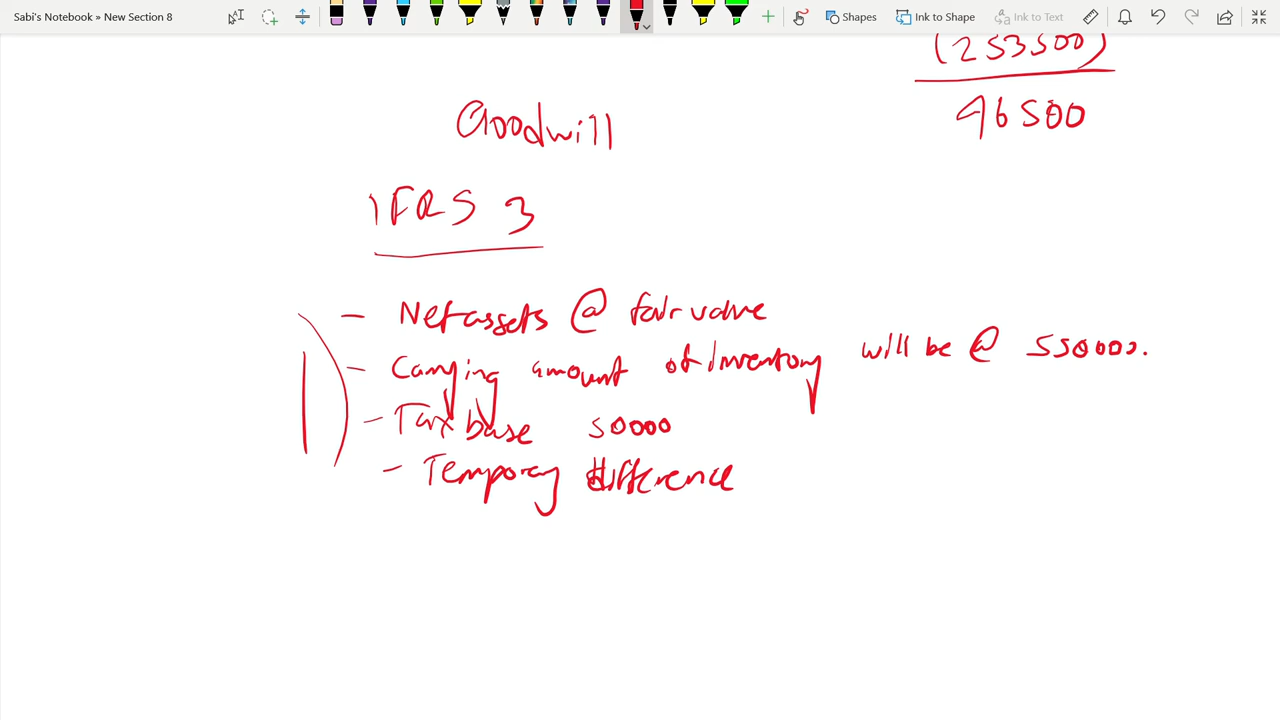 Sabi's Notebook » New Section 8
Shapes
Ink to Shape
Ink to Text
(253500)
96500
Goodwill
IFRS 3
- Net assets @ fair value
- Carrying amount of inventory will be @ 550000.
- Tax base 50000
- Temporary difference